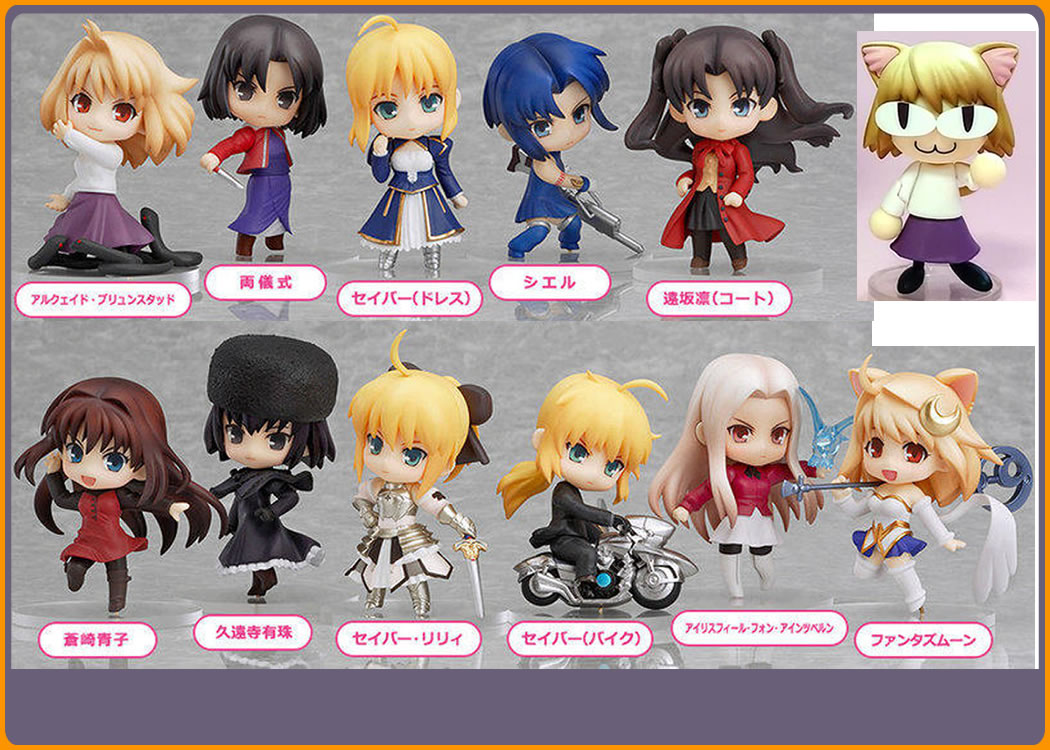 アルクェイド・ブリュンスタッド
両儀式
セイバー(ドレス)
シエル
遠坂凛(コート)
蒼崎青子
久遠寺有珠
セイバー・リリィ
セイバー(バイク)
アイリスフィール・フォン・アインツベルン
ファンタズムーン